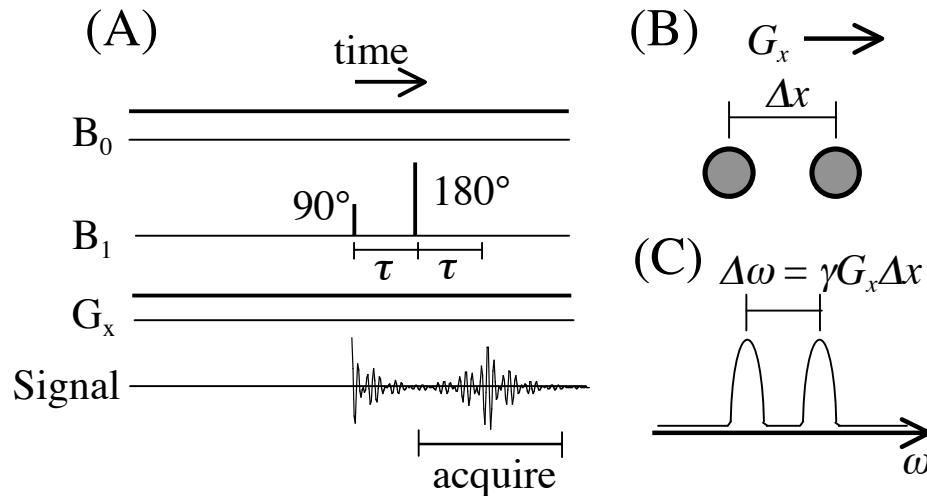 (A)
time
B₀
90°
180°
B₁
τ
τ
Gₓ
Signal
acquire
(B)
Gₓ
Δx
(C)
Δω = γGₓΔx
ω